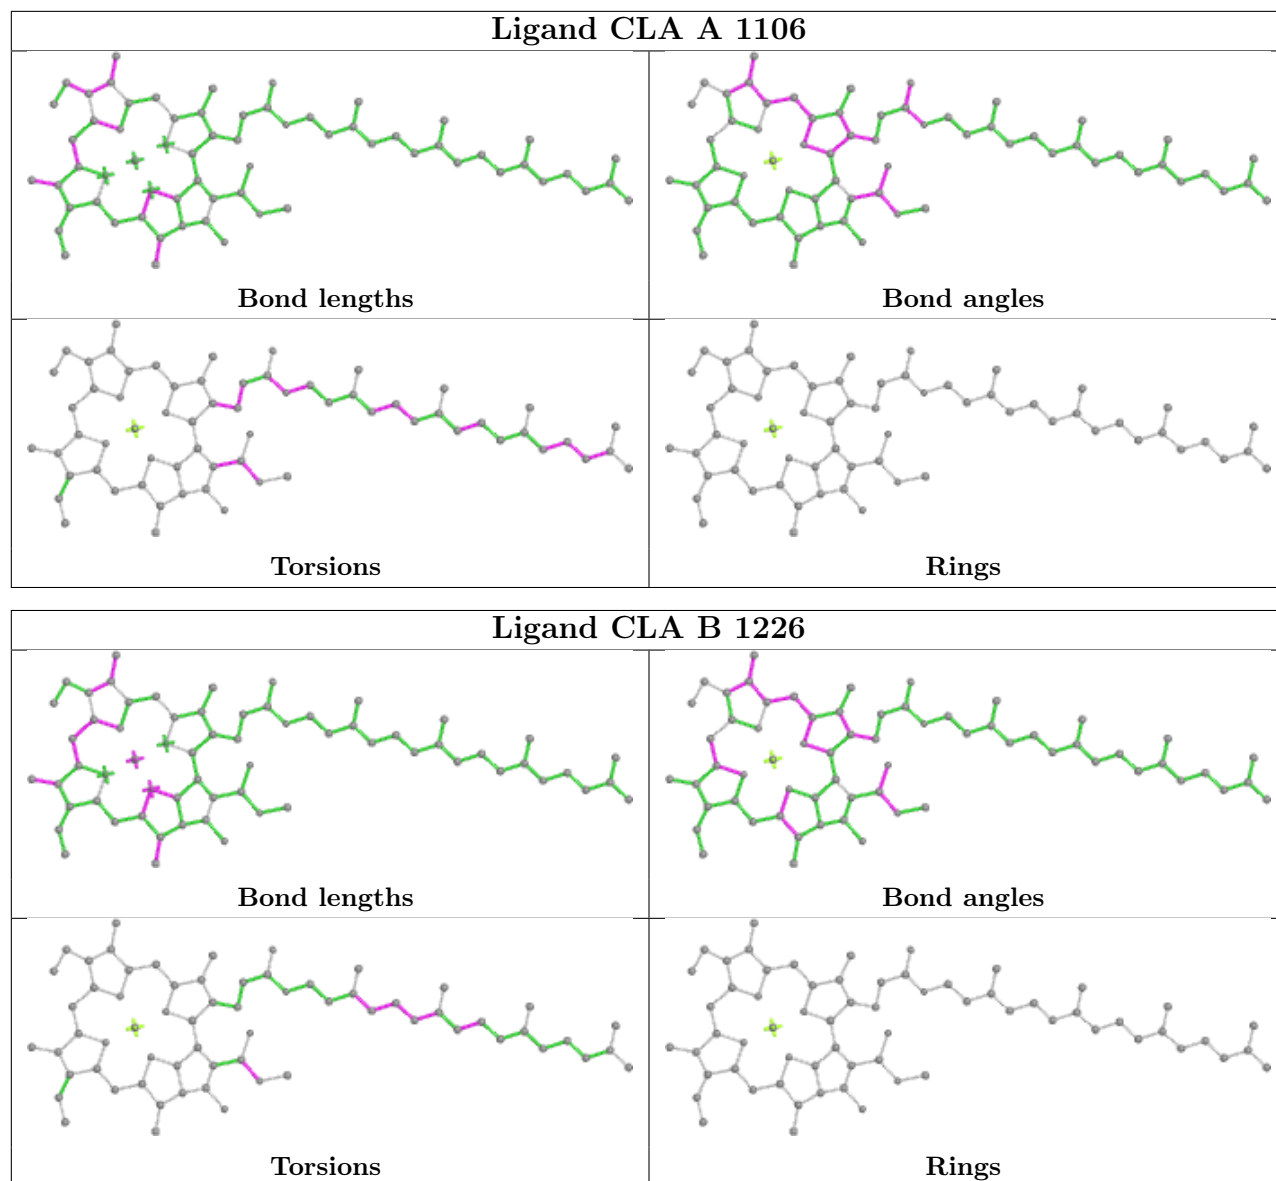 Ligand CLA A 1106
Bond lengths
Bond angles
Torsions
Rings
Ligand CLA B 1226
Bond lengths
Bond angles
Torsions
Rings